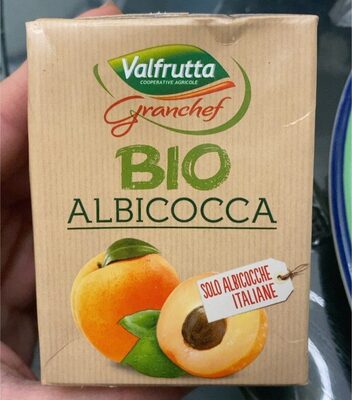 Valfrutta
COOPERATIVE AGRICOLE
Granchef
BIO
ALBICOCCA
SOLO ALBICOCCHE
ITALIANE